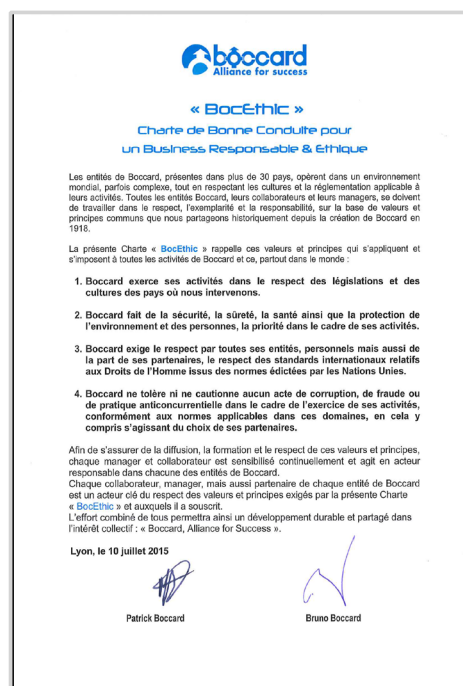 bôccard
Alliance for success
« BocEthic »
Charte de Bonne Conduite pour
un Business Responsable & Ethique
Les entités de Boccard, présentes dans plus de 30 pays, opèrent dans un environnement
mondial, parfois complexe, tout en respectant les cultures et la réglementation applicable à
leurs activités. Toutes les entités Boccard, leurs collaborateurs et leurs managers, se doivent
de travailler dans le respect, l'exemplarité et la responsabilité, sur la base de valeurs et
principes communs que nous partageons historiquement depuis la création de Boccard en
1918.
La présente Charte « BocEthic » rappelle ces valeurs et principes qui s'appliquent et
s'imposent à toutes les activités de Boccard et ce, partout dans le monde :
1. Boccard exerce ses activités dans le respect des législations et des
cultures des pays où nous intervenons.
2. Boccard fait de la sécurité, la sûreté, la santé ainsi que la protection de
l'environnement et des personnes, la priorité dans le cadre de ses activités.
3. Boccard exige le respect par toutes ses entités, personnels mais aussi de
la part de ses partenaires, le respect des standards internationaux relatifs
aux Droits de l'Homme issus des normes édictées par les Nations Unies.
4. Boccard ne tolère ni ne cautionne aucun acte de corruption, de fraude ou
de pratique anticoncurrentielle dans le cadre de l'exercice de ses activités,
conformément aux normes applicables dans ces domaines, en cela y
compris s'agissant du choix de ses partenaires.
Afin de s'assurer de la diffusion, la formation et le respect de ces valeurs et principes,
chaque manager et collaborateur est sensibilisé continuellement et agit en acteur
responsable dans chacune des entités de Boccard.
Chaque collaborateur, manager, mais aussi partenaire de chaque entité de Boccard
est un acteur clé du respect des valeurs et principes exigés par la présente Charte
« BocEthic » et auxquels il a souscrit.
L'effort combiné de tous permettra ainsi un développement durable et partagé dans
l'intérêt collectif : « Boccard, Alliance for Success ».
Lyon, le 10 juillet 2015
Patrick Boccard Bruno Boccard